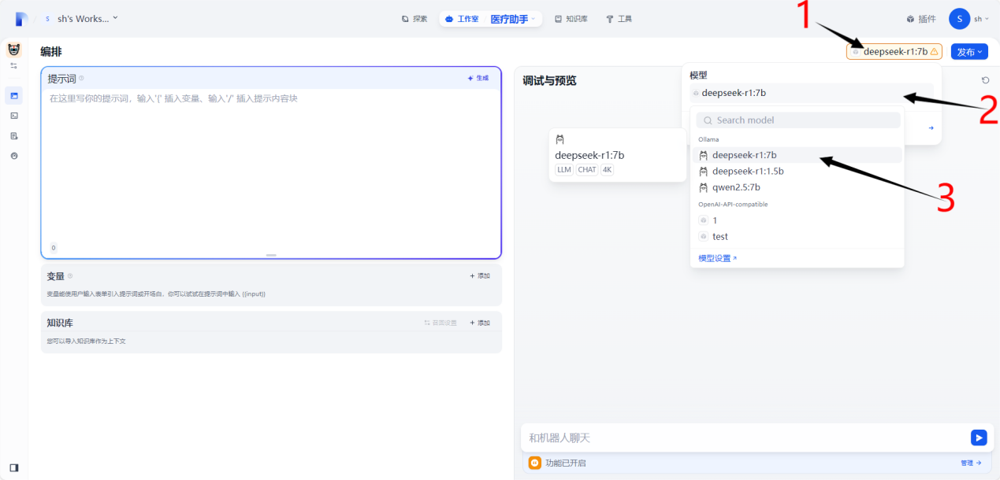 S sh's Works...
探索
工作室 医疗助手
知识库
工具
插件
S sh
1
编排
deepseek-r1:7b
发布
提示词
生成
在这里写你的提示词，输入'{' 插入变量、输入'/' 插入提示内容块
0
变量
+ 添加
变量能使用户输入表单引入提示词或开场白，你可以试试在提示词中输入 {{input}}
知识库
召回设置
+ 添加
您可以导入知识库作为上下文
调试与预览
模型
deepseek-r1:7b
2
Search model
Ollama
deepseek-r1:7b
deepseek-r1:1.5b
qwen2.5:7b
3
OpenAI-API-compatible
1
test
模型设置
deepseek-r1:7b
LLM CHAT 4K
和机器人聊天
功能已开启
管理